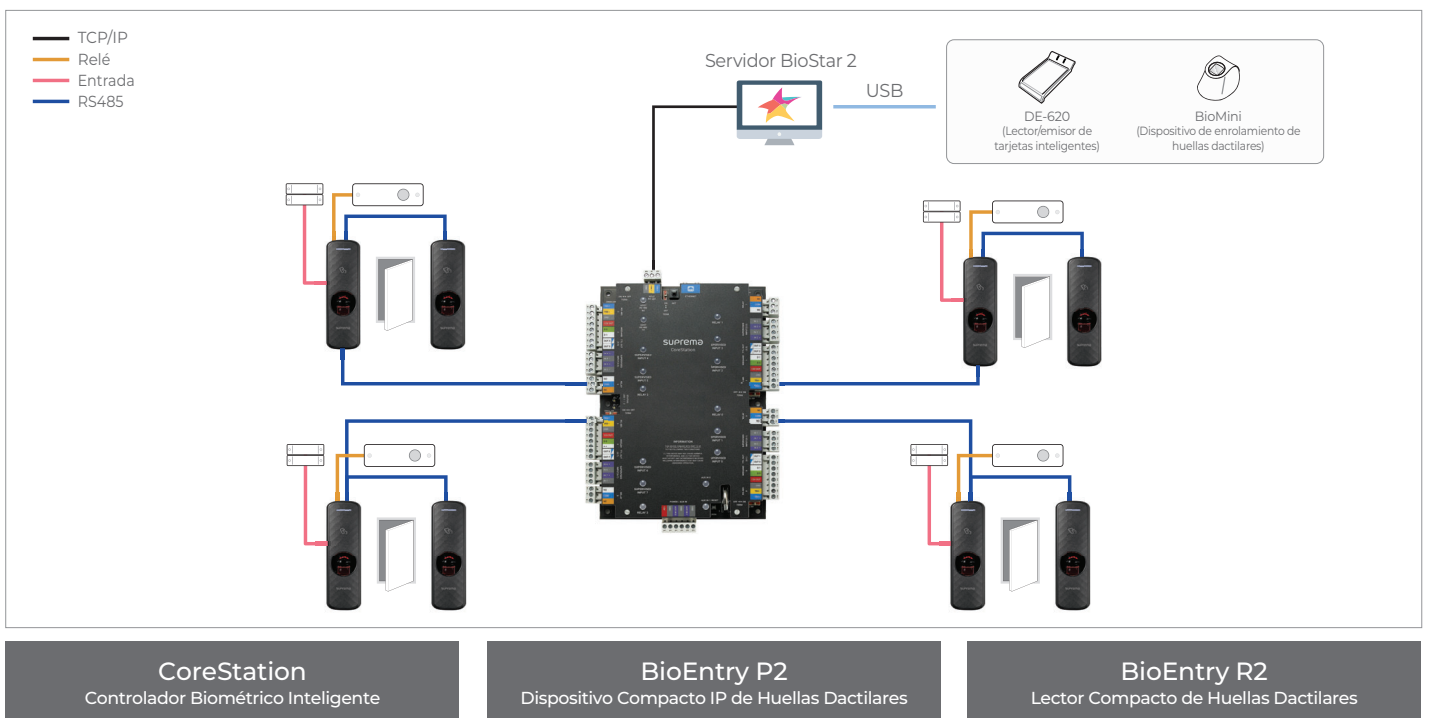 TCP/IP
Relé
Entrada
RS485
Servidor BioStar 2
USB
DE-620
(Lector/emisor de
tarjetas inteligentes)
BioMini
(Dispositivo de enrolamiento de
huellas dactilares)
suprema
CoreStation
INFORMATION
CoreStation
Controlador Biométrico Inteligente
BioEntry P2
Dispositivo Compacto IP de Huellas Dactilares
BioEntry R2
Lector Compacto de Huellas Dactilares